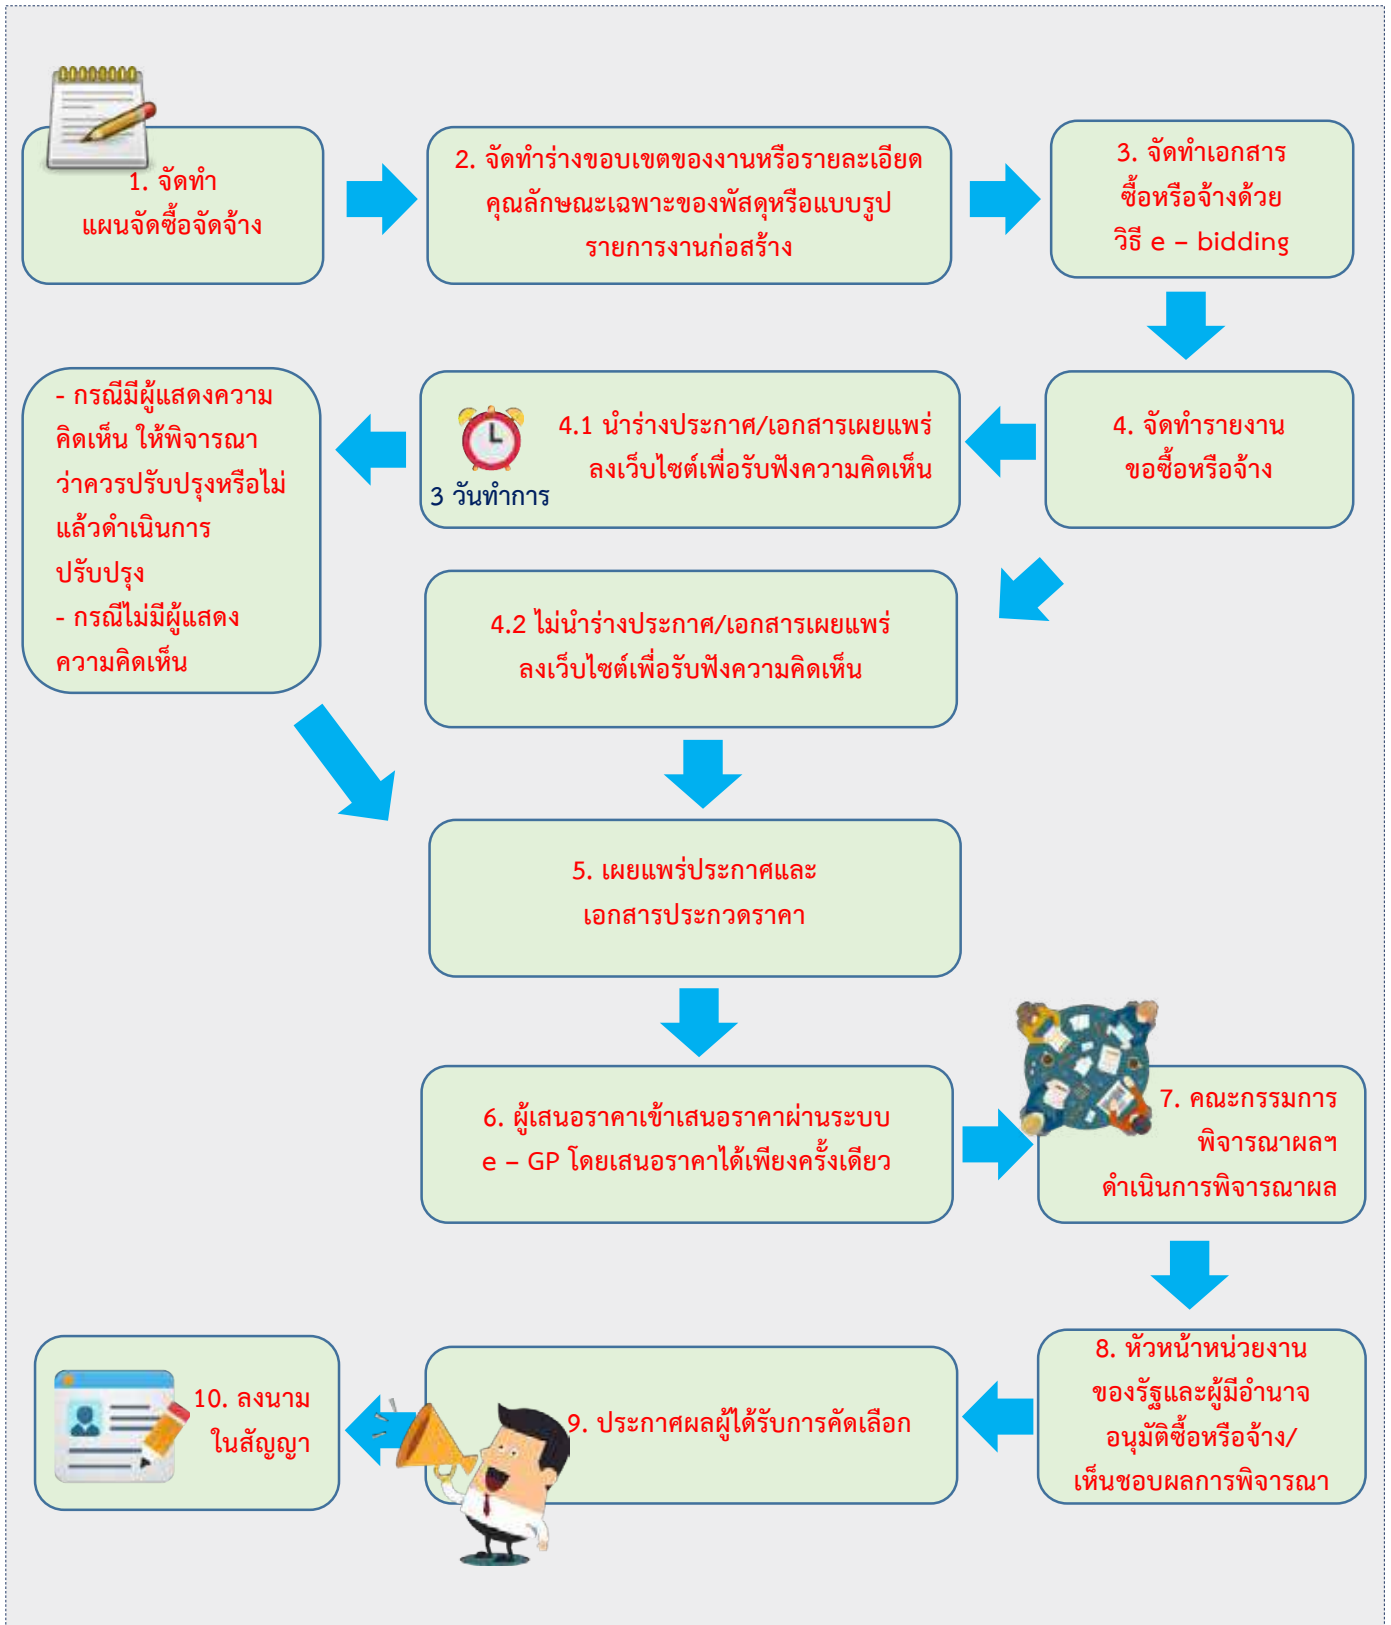 1. จัดทำ
แผนจัดซื้อจัดจ้าง
2. จัดทำร่างขอบเขตของงานหรือรายละเอียด
คุณลักษณะเฉพาะของพัสดุหรือแบบรูป
รายการงานก่อสร้าง
3. จัดทำเอกสาร
ซื้อหรือจ้างด้วย
วิธี e – bidding
4. จัดทำรายงาน
ขอซื้อหรือจ้าง
4.1 นำร่างประกาศ/เอกสารเผยแพร่
ลงเว็บไซต์เพื่อรับฟังความคิดเห็น
3 วันทำการ
- กรณีมีผู้แสดงความ
คิดเห็น ให้พิจารณา
ว่าควรปรับปรุงหรือไม่
แล้วดำเนินการ
ปรับปรุง
- กรณีไม่มีผู้แสดง
ความคิดเห็น
4.2 ไม่นำร่างประกาศ/เอกสารเผยแพร่
ลงเว็บไซต์เพื่อรับฟังความคิดเห็น
5. เผยแพร่ประกาศและ
เอกสารประกวดราคา
6. ผู้เสนอราคาเข้าเสนอราคาผ่านระบบ
e – GP โดยเสนอราคาได้เพียงครั้งเดียว
7. คณะกรรมการ
พิจารณาผลฯ
ดำเนินการพิจารณาผล
8. หัวหน้าหน่วยงาน
ของรัฐและผู้มีอำนาจ
อนุมัติซื้อหรือจ้าง/
เห็นชอบผลการพิจารณา
9. ประกาศผลผู้ได้รับการคัดเลือก
10. ลงนาม
ในสัญญา